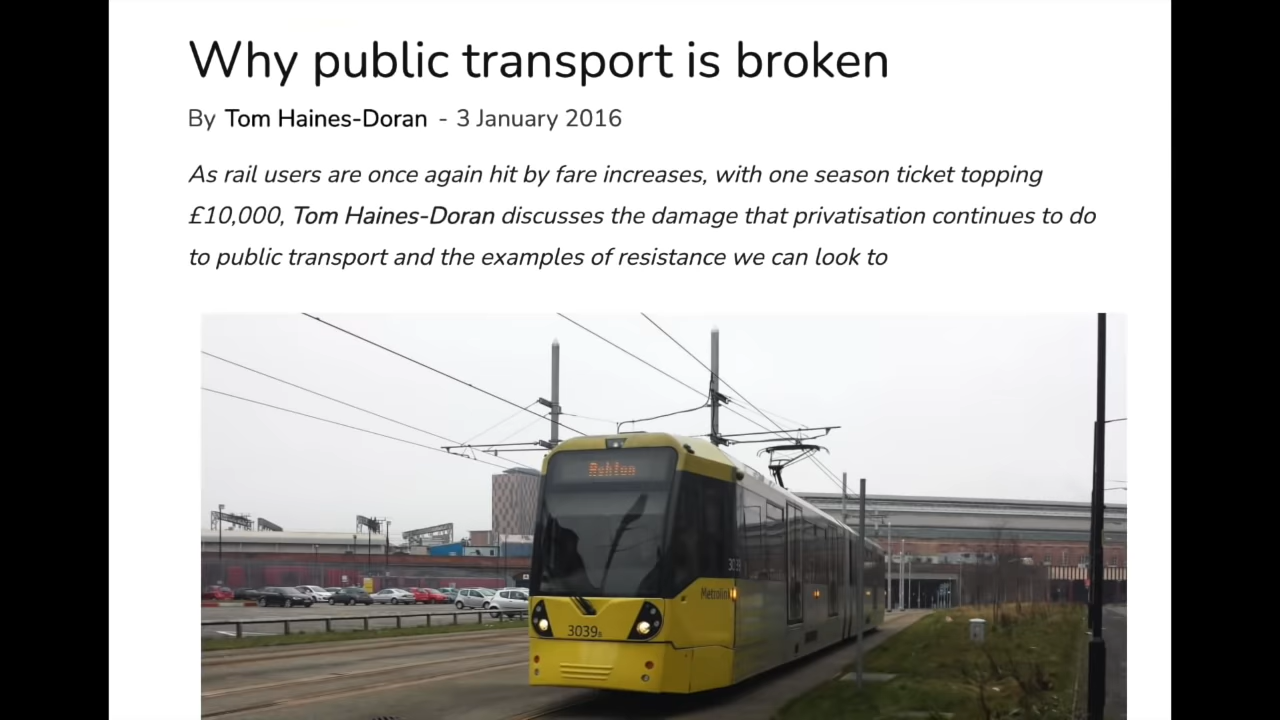 Why public transport is broken
By Tom Haines-Doran - 3 January 2016
As rail users are once again hit by fare increases, with one season ticket topping
£10,000, Tom Haines-Doran discusses the damage that privatisation continues to do
to public transport and the examples of resistance we can look to
Ashton
3039
Metrolink
3039B